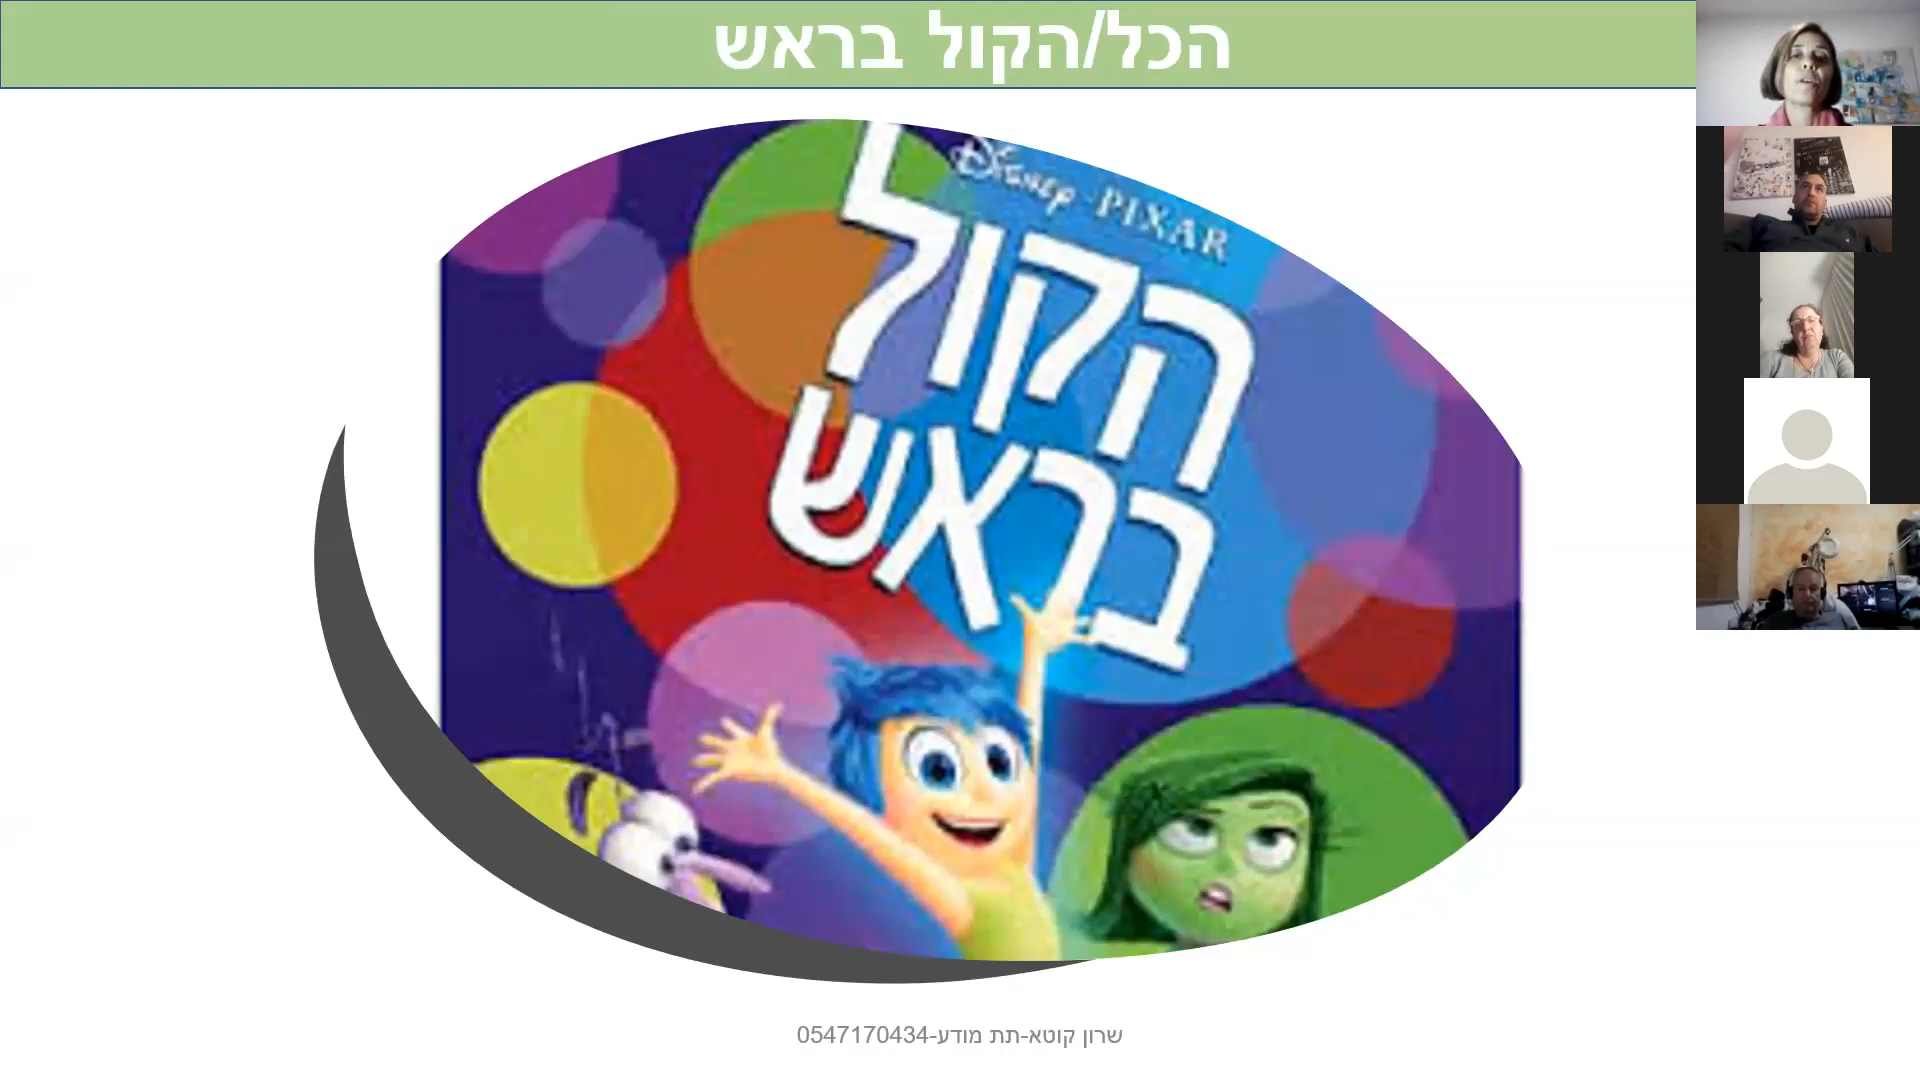 הכל/הקול בראש
Disney · PIXAR
הקול
בראש
שרון קוטא-תת מודע-0547170434